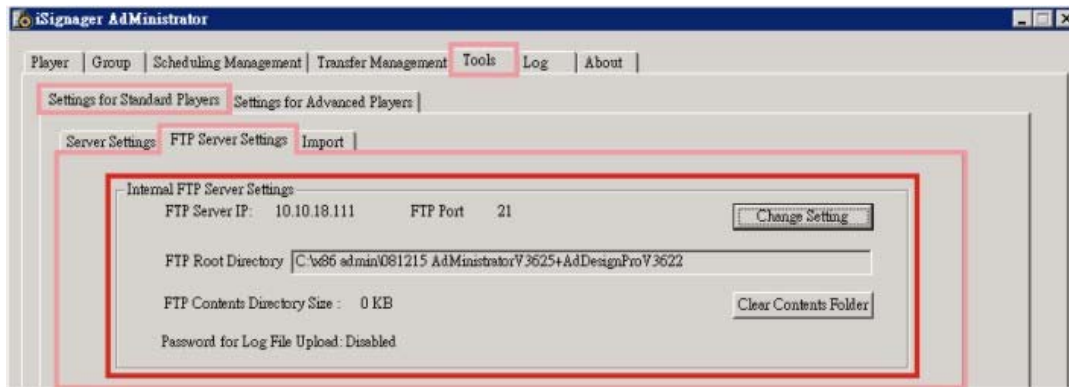 iSignager AdMinistrator
Player Group Scheduling Management Transfer Management Tools Log About
Settings for Standard Players Settings for Advanced Players
Server Settings FTP Server Settings Import
Internal FTP Server Settings
FTP Server IP: 10.10.18.111 FTP Port 21 Change Setting
FTP Root Directory C:\x86 admin\081215 AdMinistratorV3625+AdDesignProV3622
FTP Contents Directory Size : 0 KB Clear Contents Folder
Password for Log File Upload: Disabled